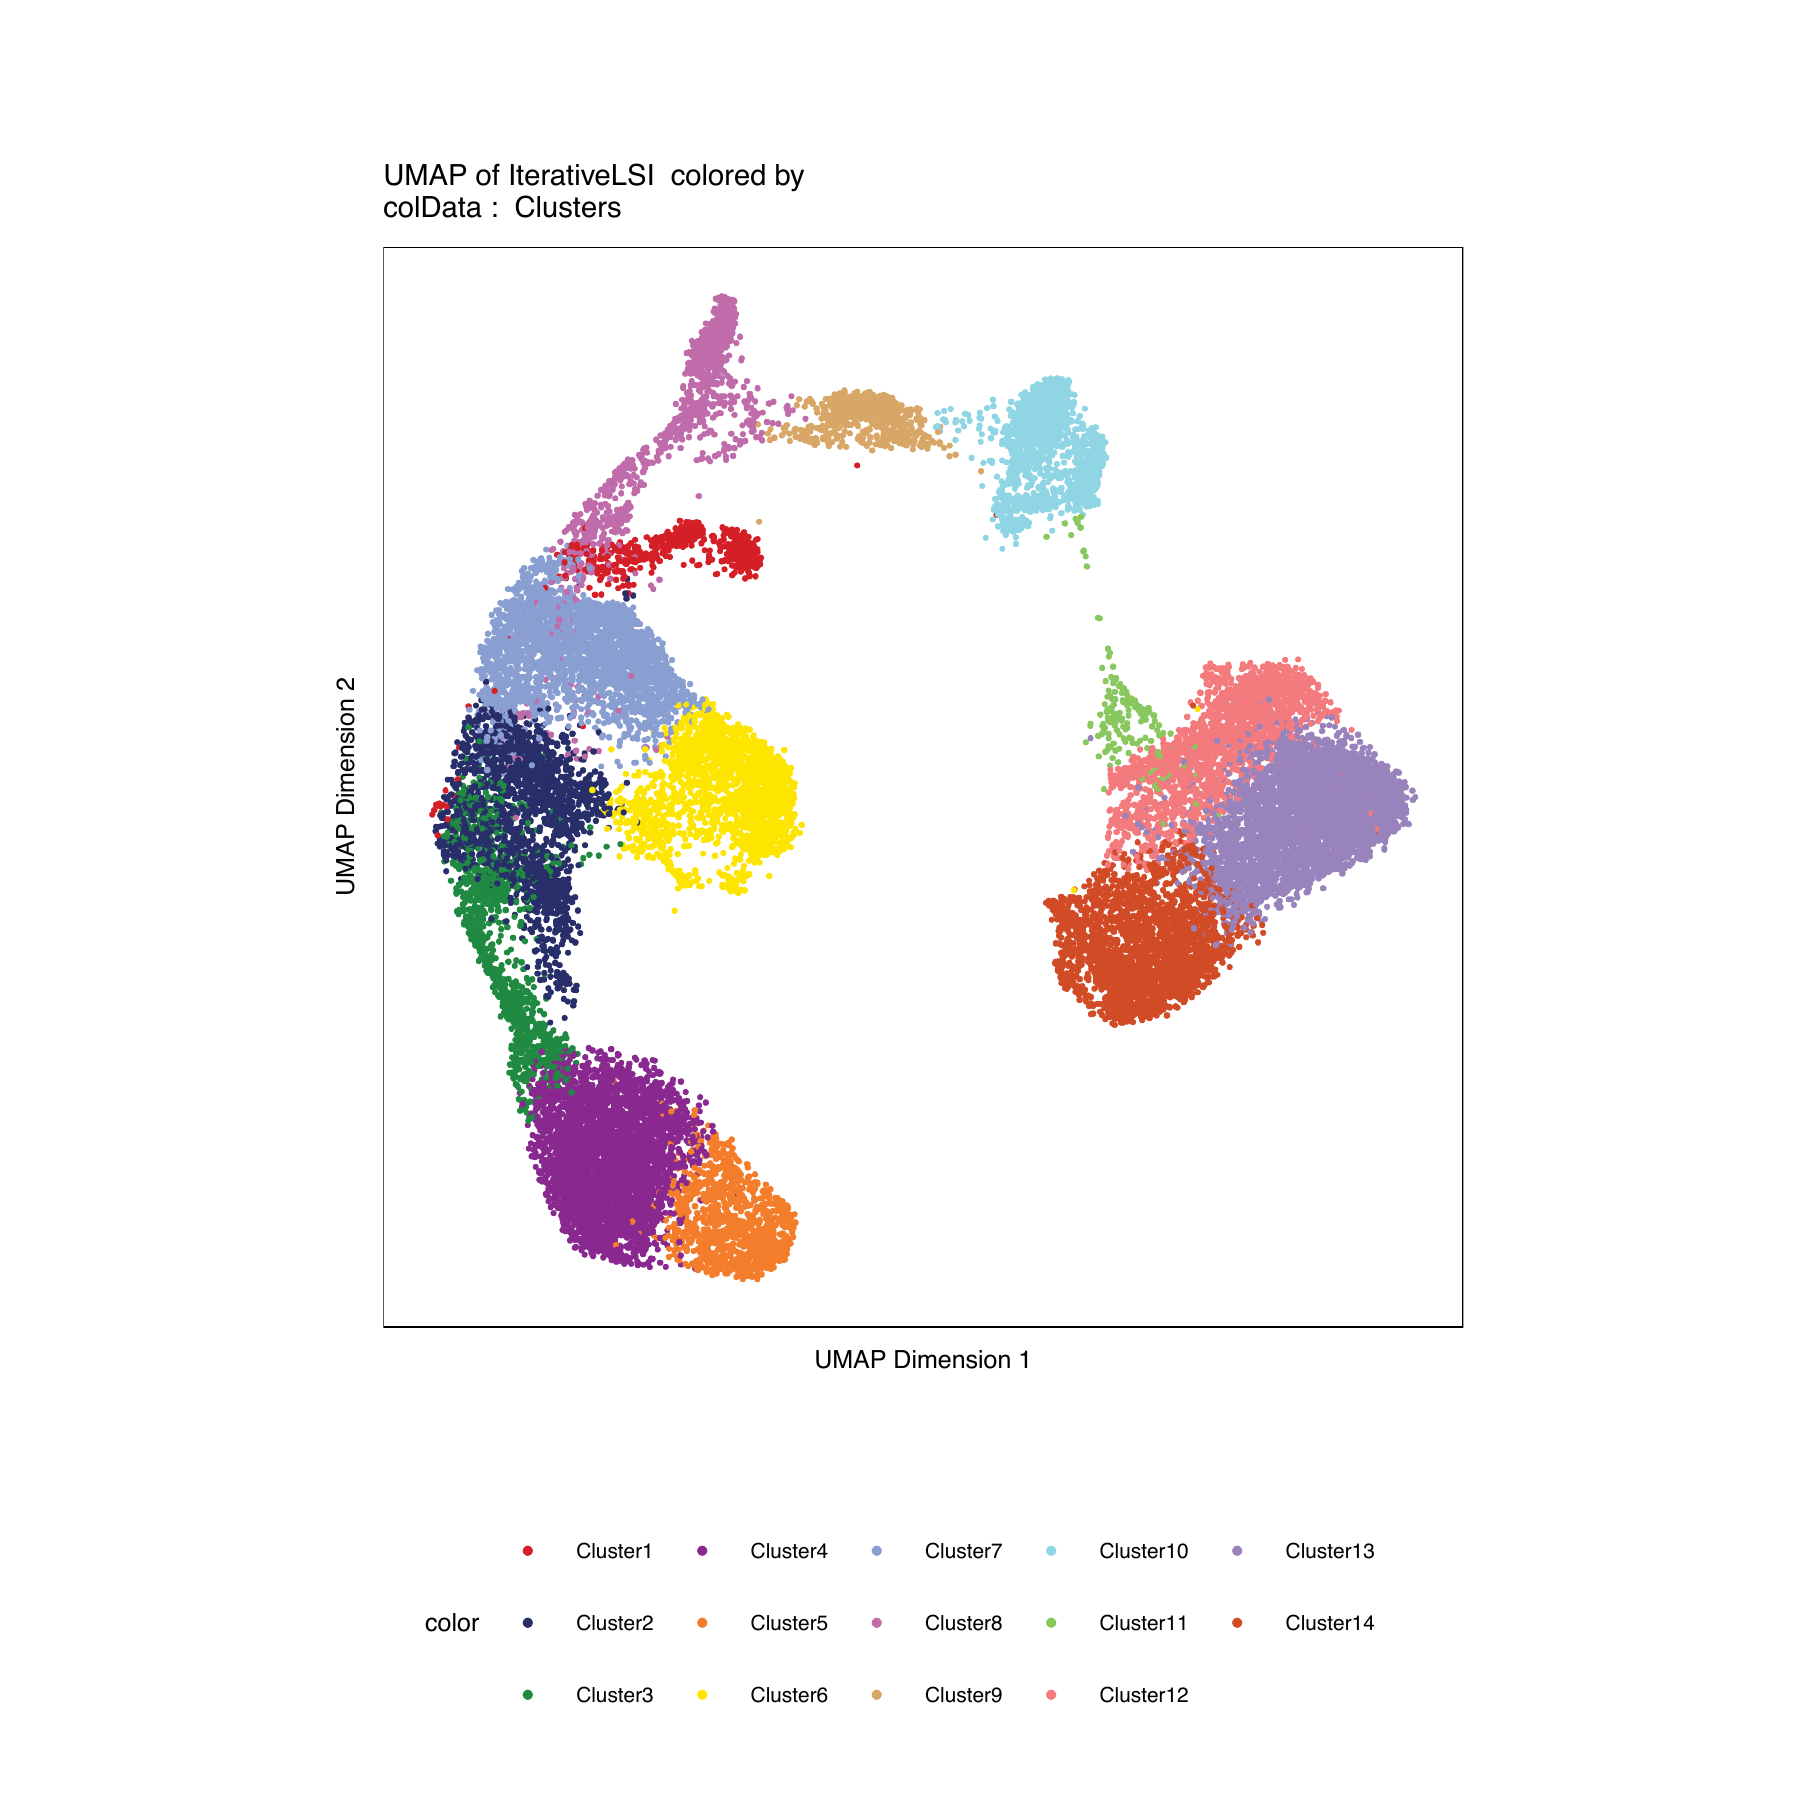 UMAP of IterativeLSI  colored by
colData :  Clusters
UMAP Dimension 2
UMAP Dimension 1
color
Cluster1
Cluster4
Cluster7
Cluster10
Cluster13
Cluster2
Cluster5
Cluster8
Cluster11
Cluster14
Cluster3
Cluster6
Cluster9
Cluster12